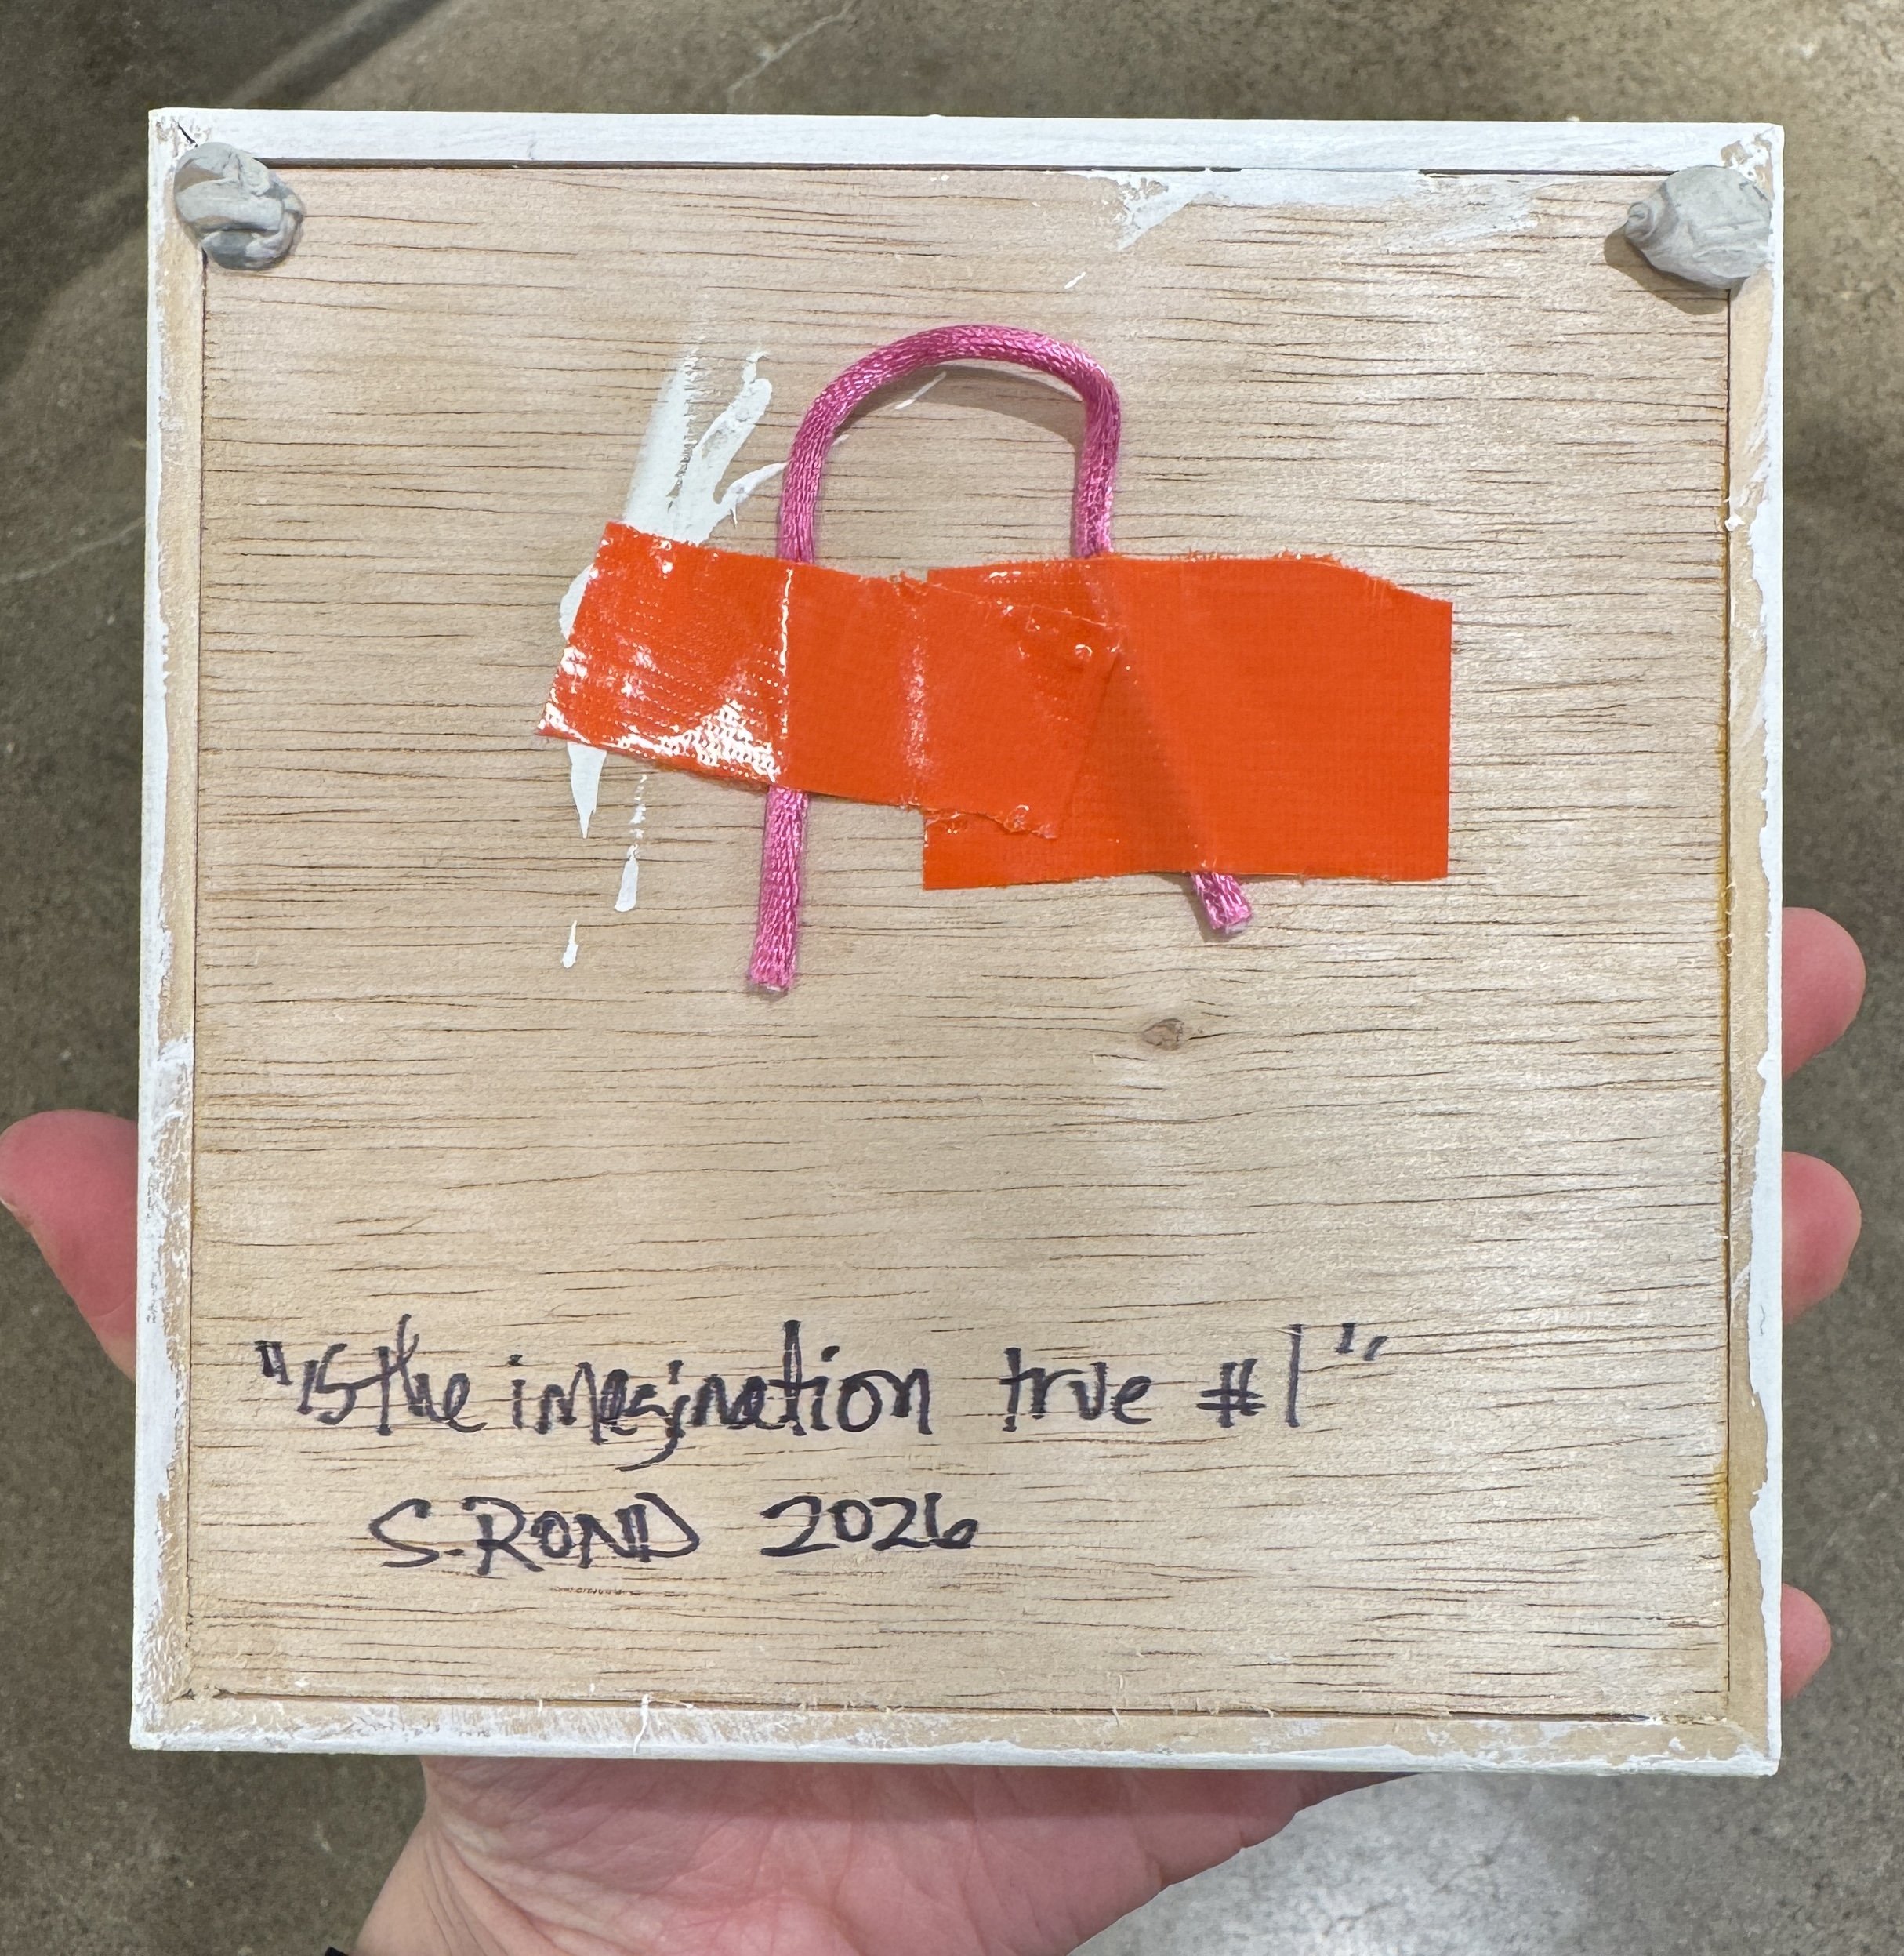 "is the imagination true #1"
S. ROND 2026